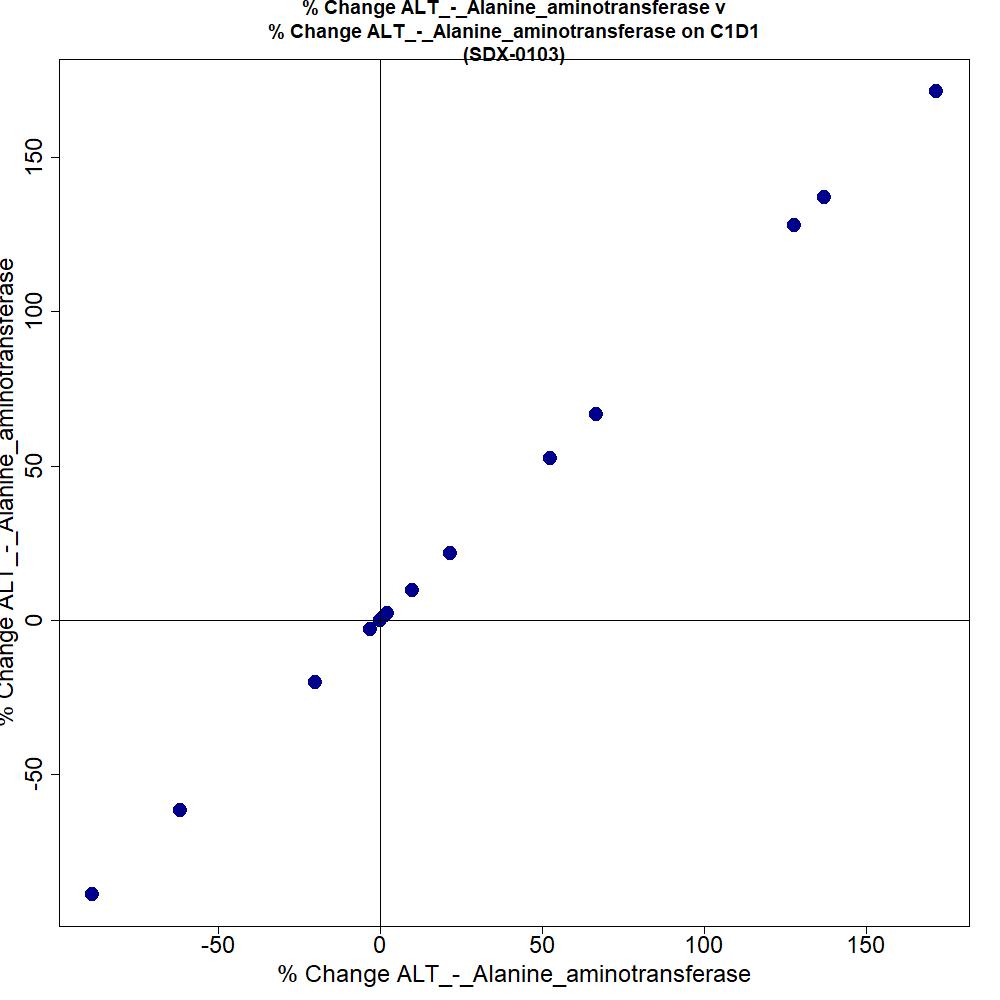 % Change ALT_-_Alanine_aminotransferase v
% Change ALT_-_Alanine_aminotransferase on C1D1
(SDX-0103)
% Change ALT_-_Alanine_aminotransferase
150
100
50
0
-50
-50
0
50
100
150
% Change ALT_-_Alanine_aminotransferase